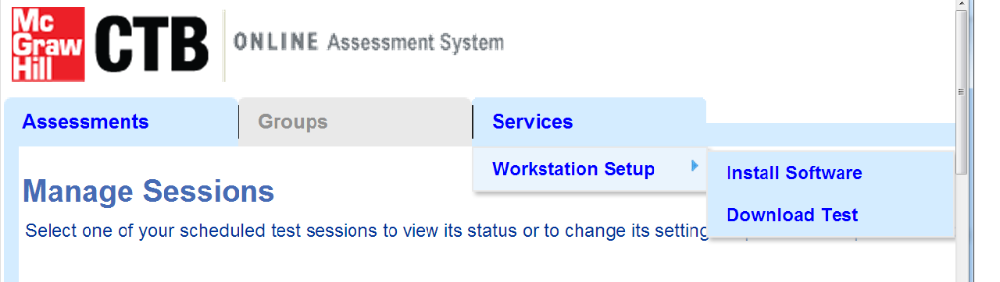 Mc
Graw
Hill
CTB
ONLINE Assessment System
Assessments
Groups
Services
Workstation Setup
Install Software
Download Test
Manage Sessions
Select one of your scheduled test sessions to view its status or to change its setting